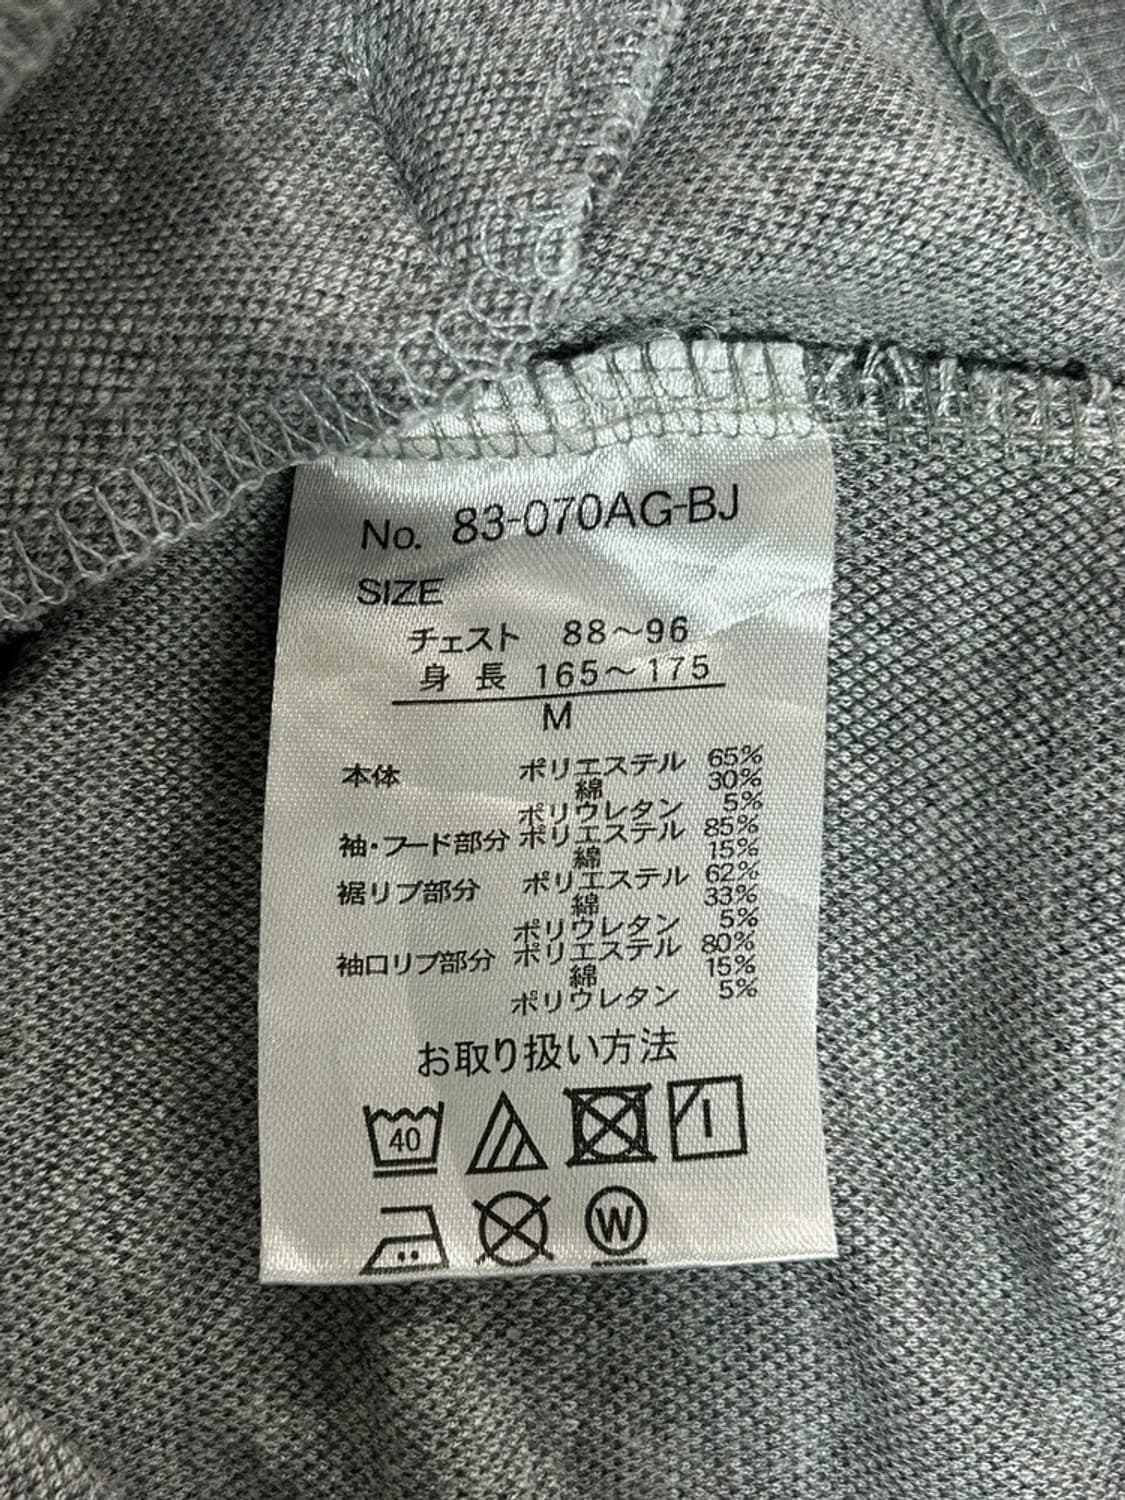 No. 83-070AG-BJ
SIZE
チェスト 88～96
身 長 165～175
M
本体 ポリエステル 65%
綿 30%
ポリウレタン 5%
袖・フード部分 ポリエステル 85%
綿 15%
裾リブ部分 ポリエステル 62%
綿 33%
ポリウレタン 5%
袖口リブ部分 ポリエステル 80%
綿 15%
ポリウレタン 5%
お取り扱い方法
40
W